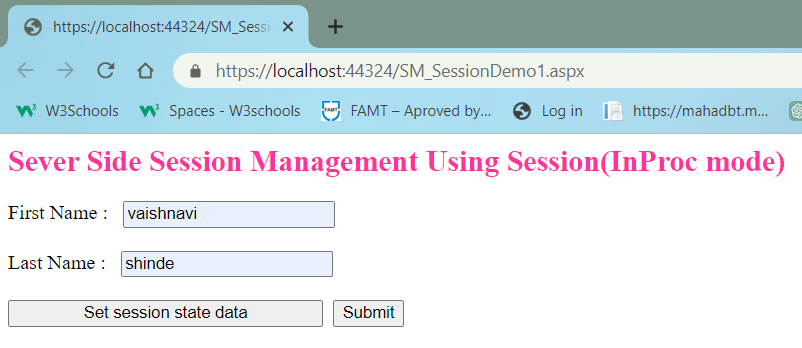 https://localhost:44324/SM_Sessi
https://localhost:44324/SM_SessionDemo1.aspx
W3Schools Spaces - W3schools FAMT FAMT – Aproved by... Log in https://mahadbt.m...
Sever Side Session Management Using Session(InProc mode)
First Name : vaishnavi
Last Name : shinde
Set session state data Submit